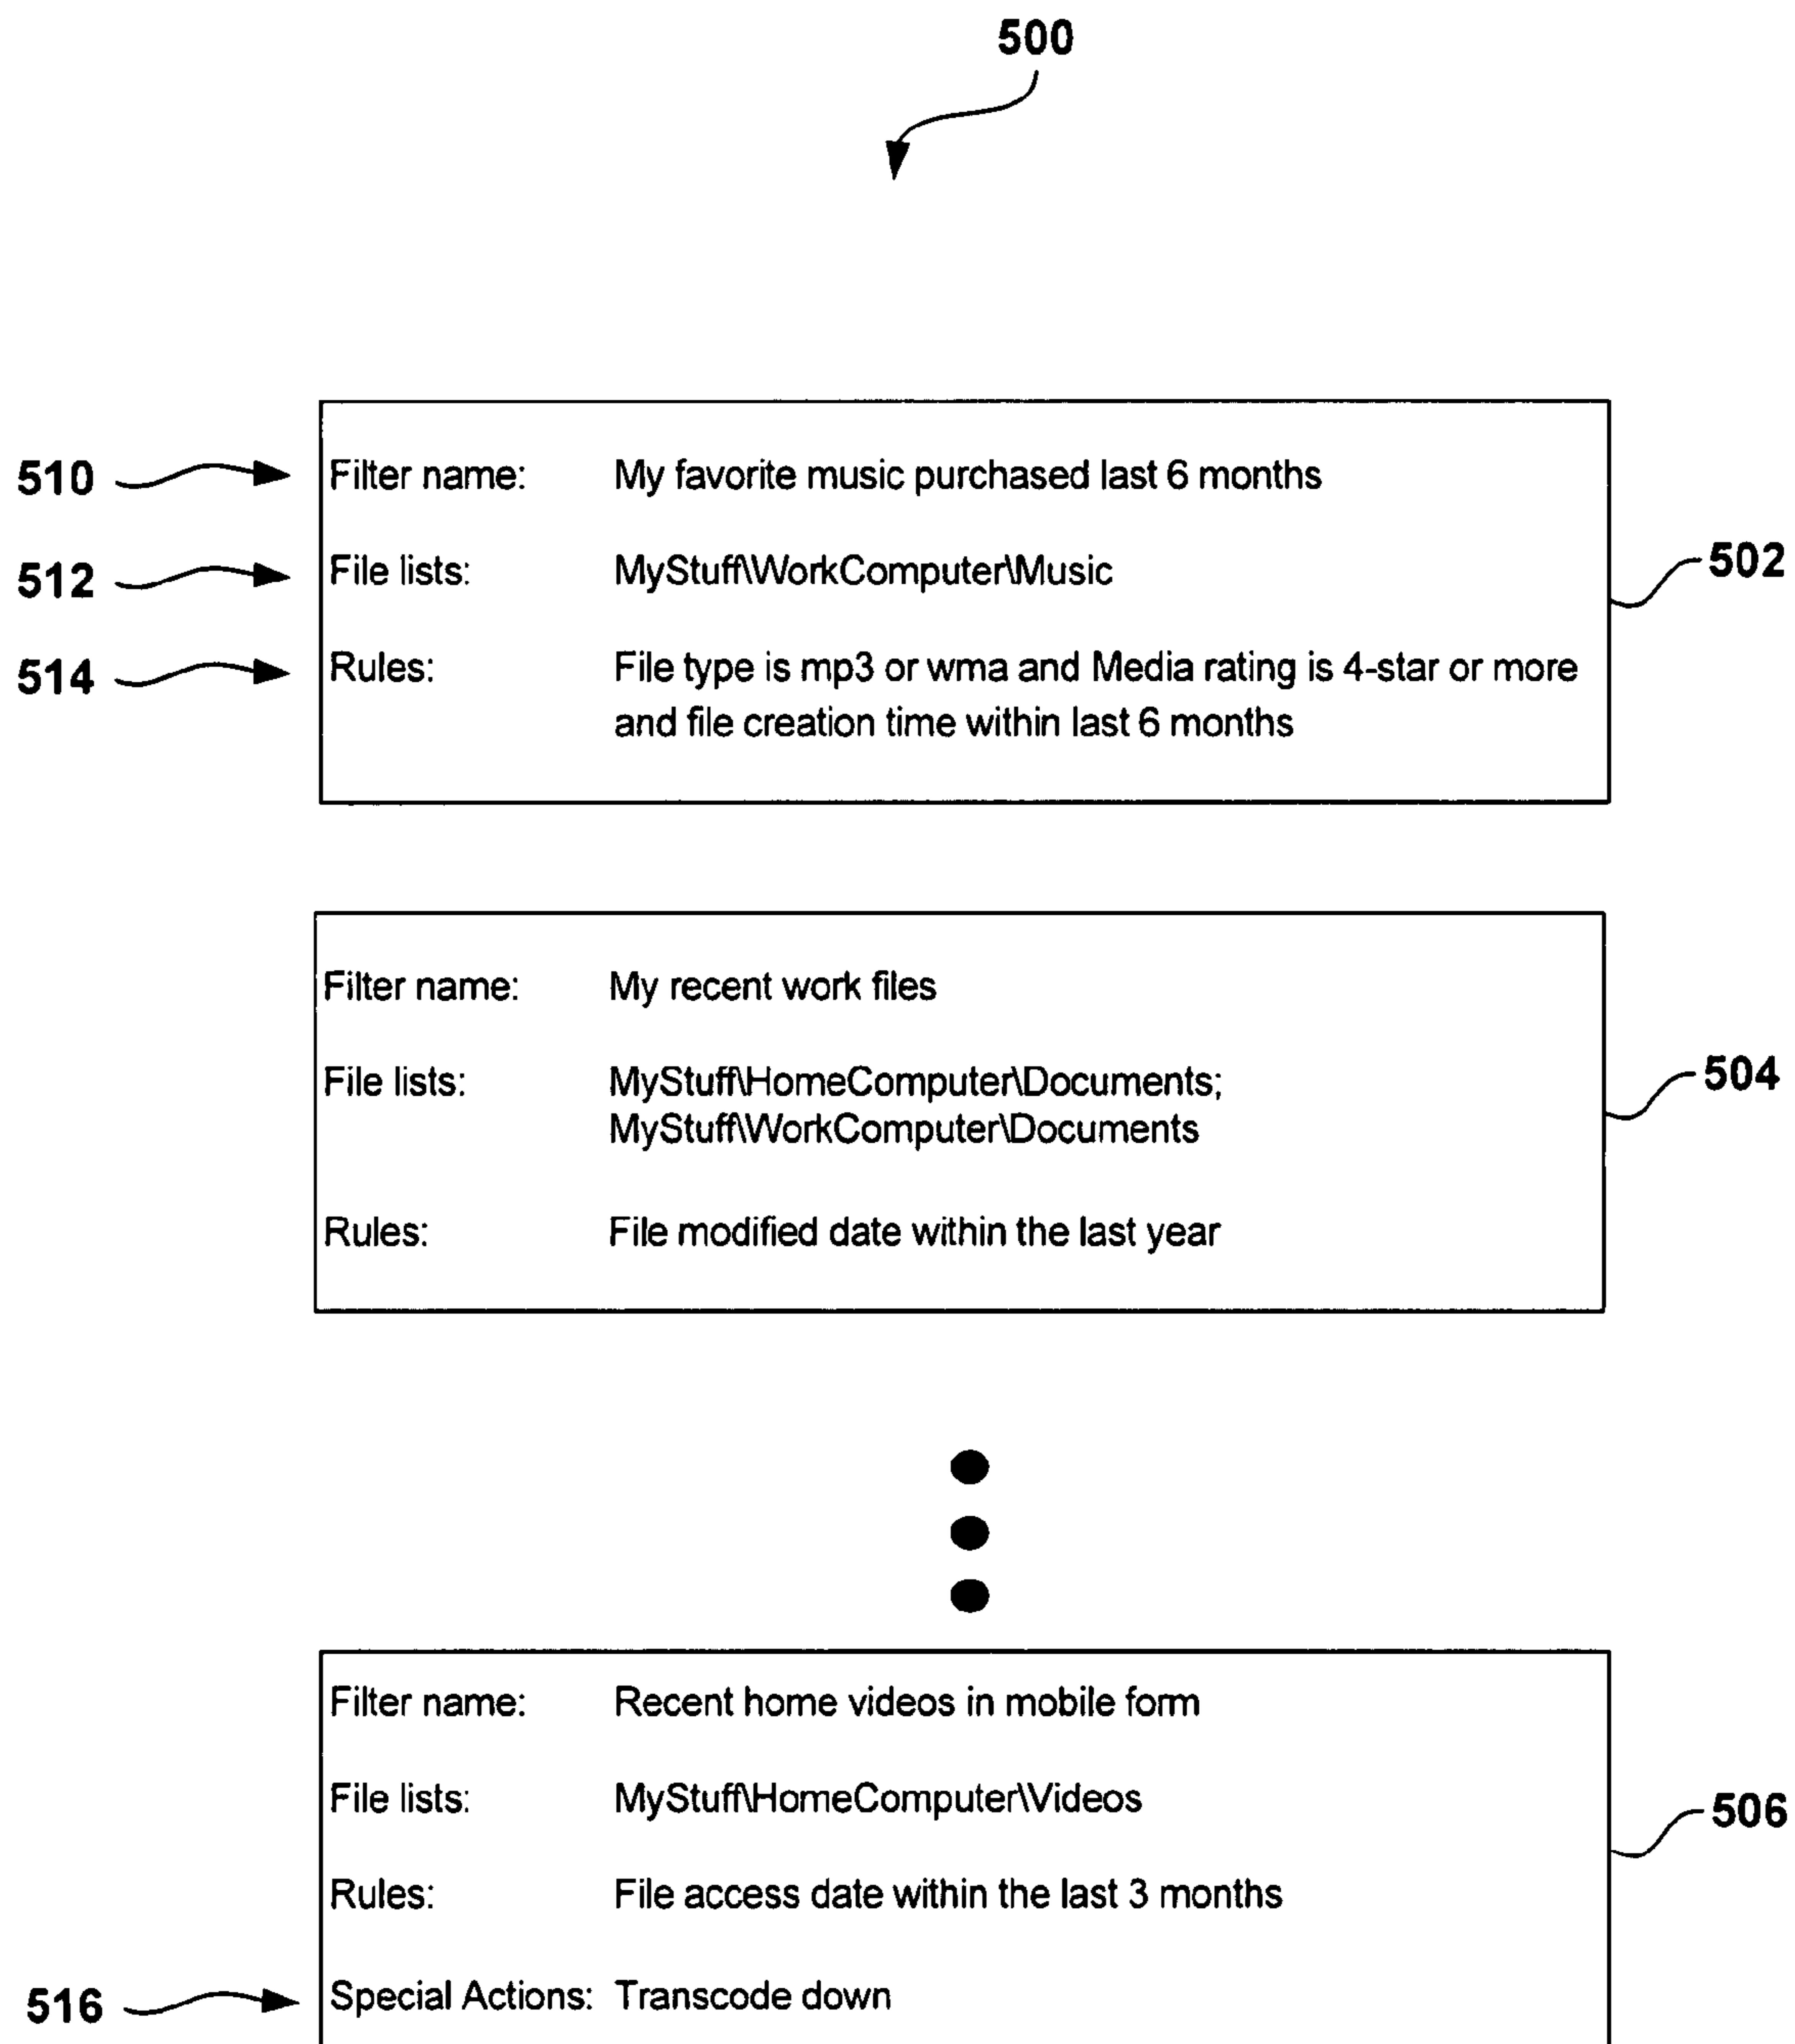 500
510 Filter name: My favorite music purchased last 6 months
502
512 File lists: MyStuff\WorkComputer\Music
514 Rules: File type is mp3 or wma and Media rating is 4-star or more
and file creation time within last 6 months
Filter name: My recent work files
504
File lists: MyStuff\HomeComputer\Documents;
MyStuff\WorkComputer\Documents
Rules: File modified date within the last year
Filter name: Recent home videos in mobile form
File lists: MyStuff\HomeComputer\Videos
506
Rules: File access date within the last 3 months
516 Special Actions: Transcode down